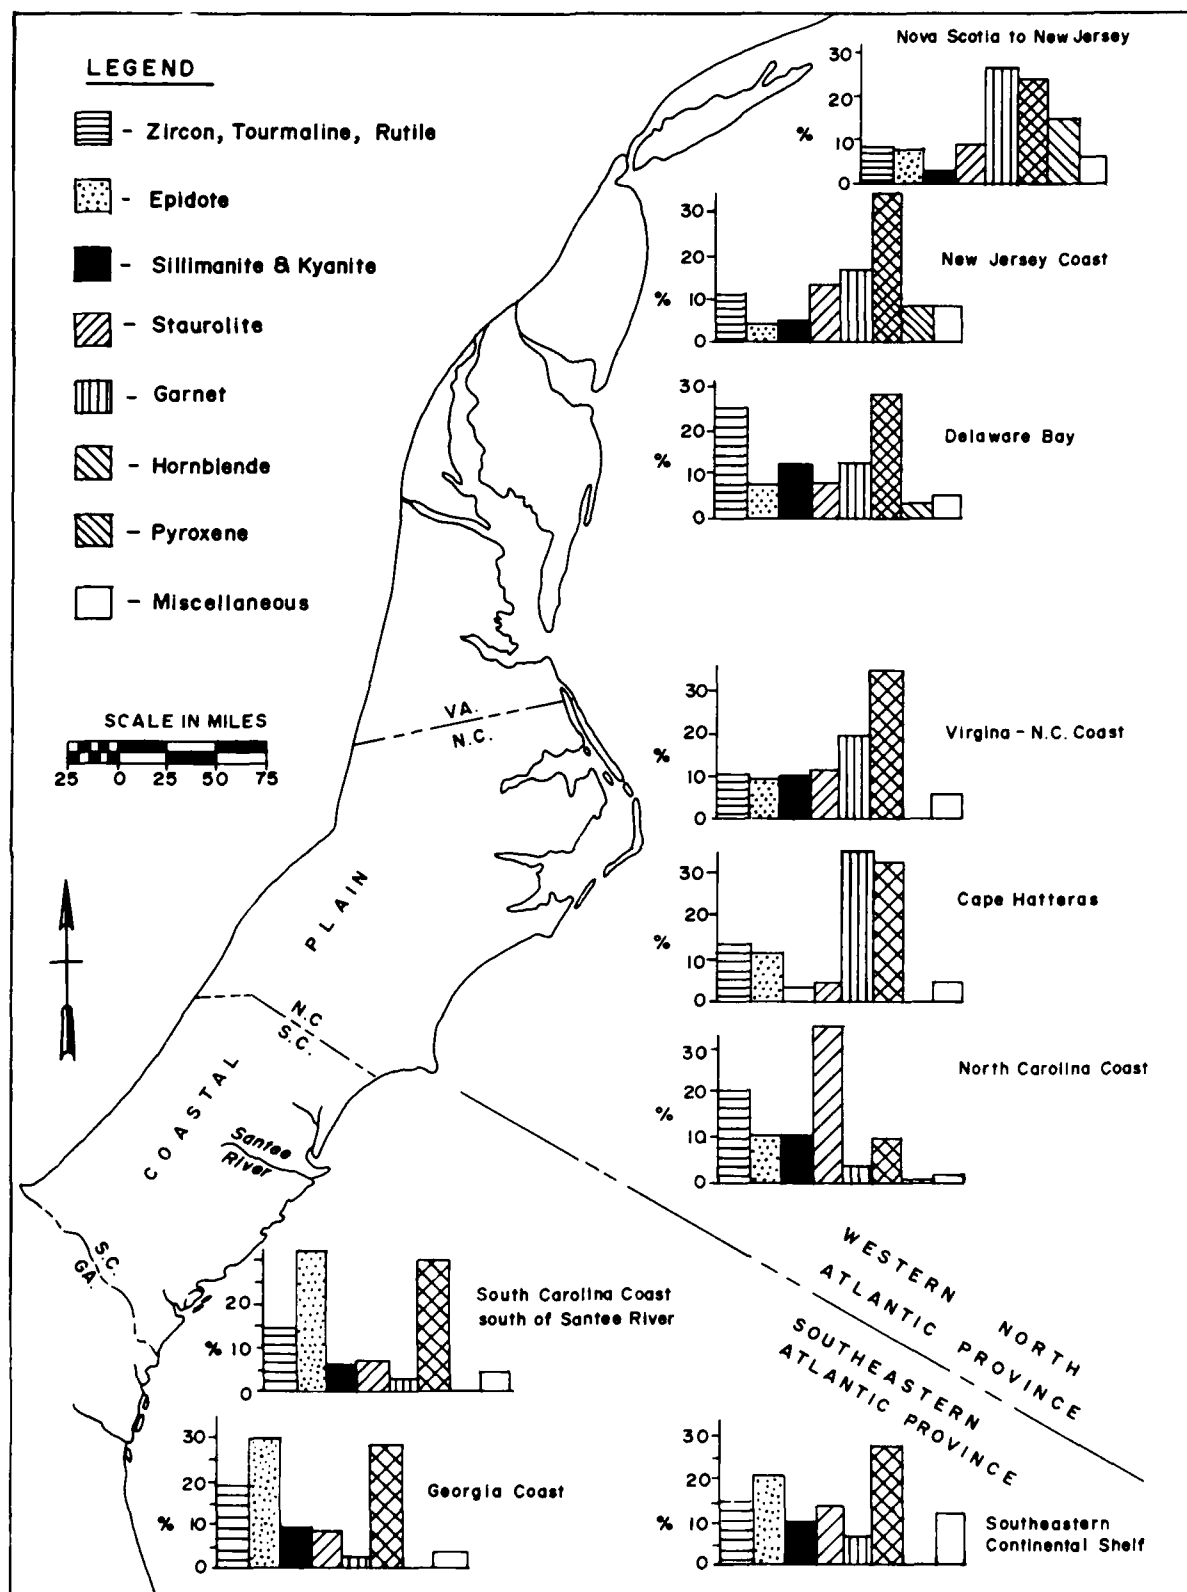 LEGEND
- Zircon, Tourmaline, Rutile
- Epidote
- Sillimanite & Kyanite
- Staurolite
- Garnet
- Hornblende
- Pyroxene
- Miscellaneous
SCALE IN MILES
25 0 25 50 75
VA.
N.C.
COASTAL PLAIN
N.C
S.C.
Santee
River
S.C.
GA.
Nova Scotia to New Jersey
30
20
%
10
0
New Jersey Coast
30
20
%
10
0
Delaware Bay
30
20
%
10
0
Virgina - N.C. Coast
30
20
%
10
0
Cape Hatteras
30
20
%
10
0
North Carolina Coast
30
20
%
10
0
WESTERN NORTH
ATLANTIC PROVINCE
SOUTHEASTERN
ATLANTIC PROVINCE
South Carolina Coast
south of Santee River
20
%
10
0
Georgia Coast
30
20
%
10
0
Southeastern
Continental Shelf
30
20
%
10
0